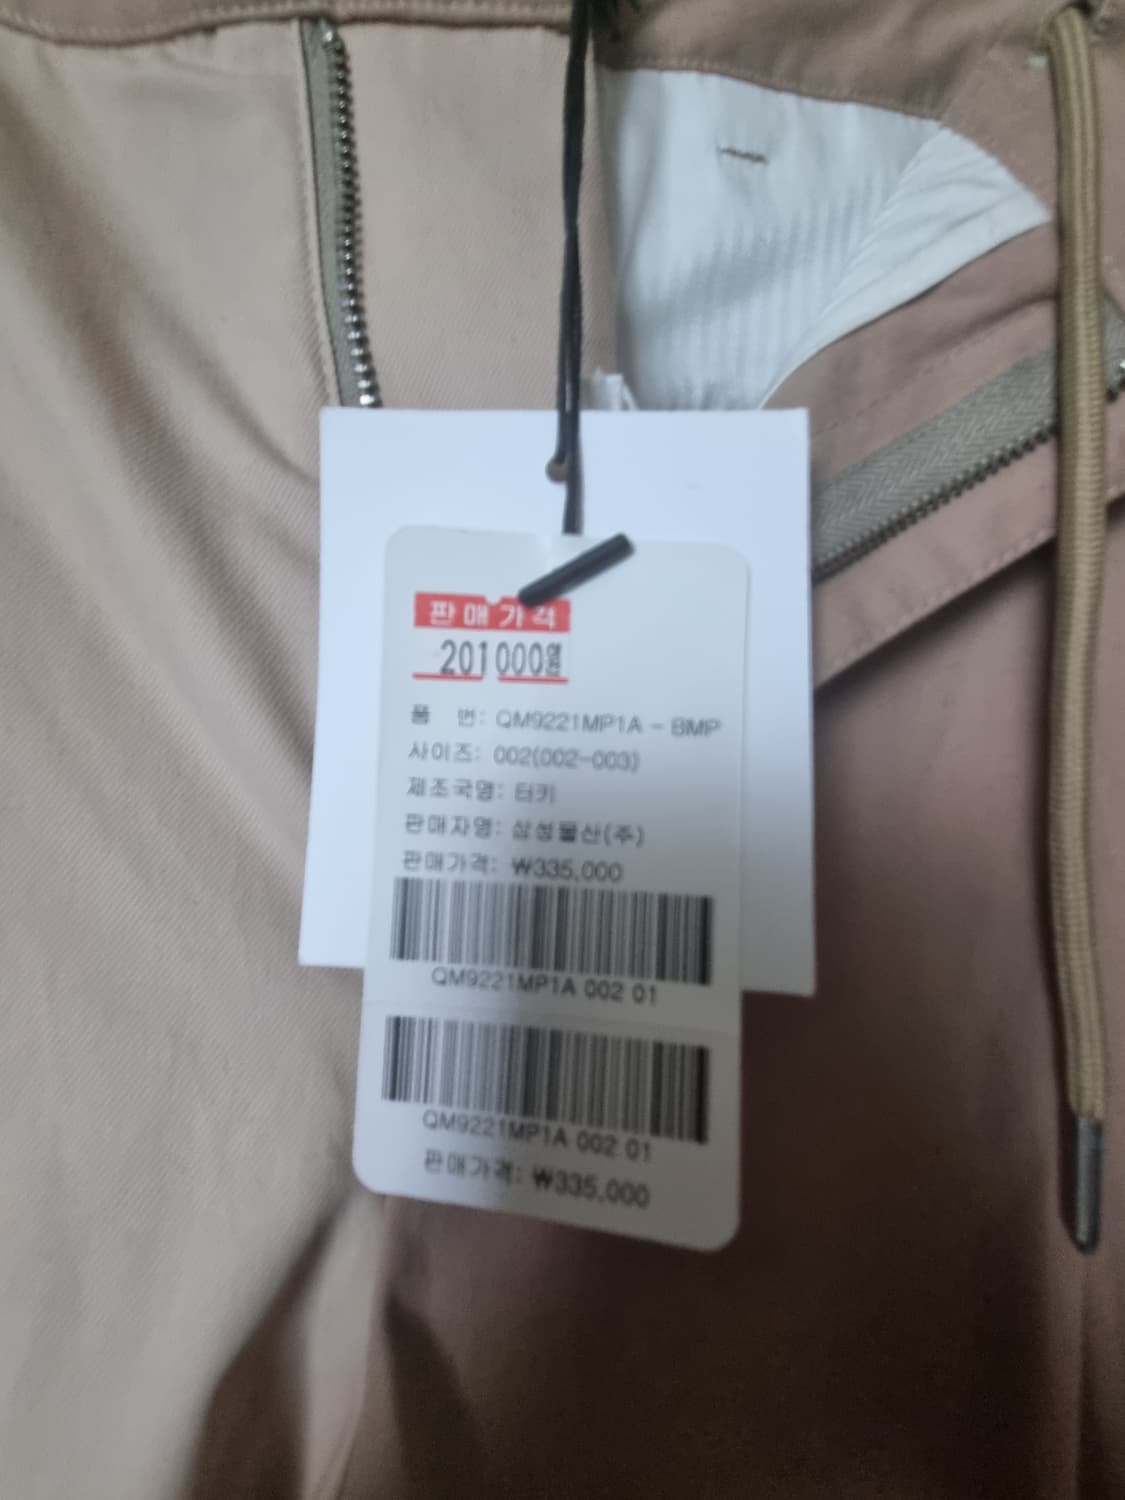 판매가격
201000원
품 번: QM9221MP1A - BMP
사이즈: 002(002-003)
제조국명: 터키
판매자명: 삼성물산(주)
판매가격: ₩335,000
QM9221MP1A 002 01
QM9221MP1A 002 01
판매가격: ₩335,000